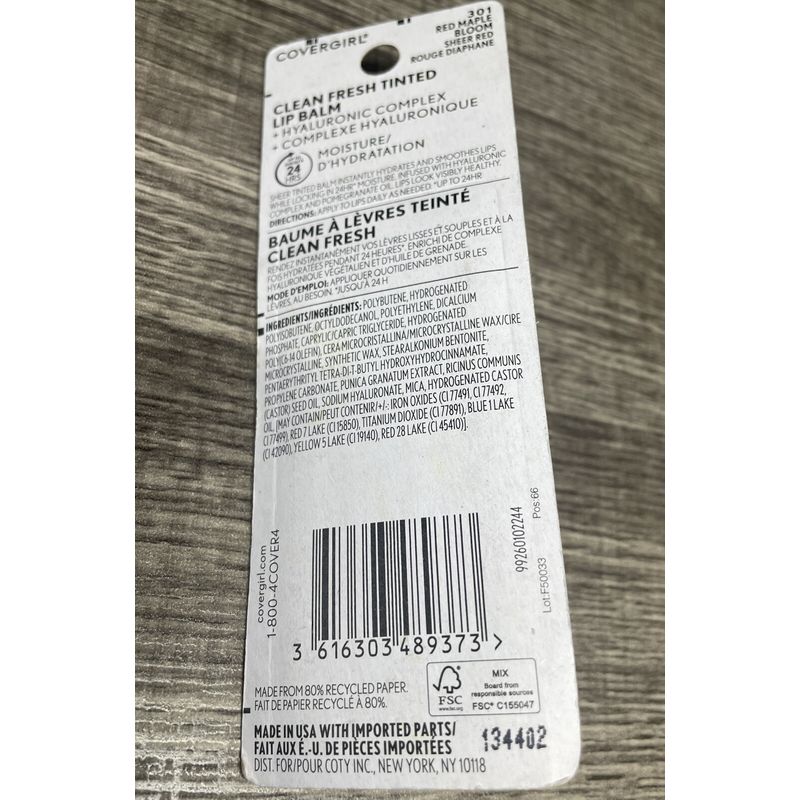 COVERGIRL®
301
RED MAPLE
BLOOM
SHEER RED
ROUGE DIAPHANE
CLEAN FRESH TINTED
LIP BALM
+ HYALURONIC COMPLEX
+ COMPLEXE HYALURONIQUE
24
HRS
MOISTURE/
D'HYDRATATION
SHEER TINTED BALM INSTANTLY HYDRATES AND SMOOTHES LIPS
WHILE LOCKING IN 24HR* MOISTURE. INFUSED WITH HYALURONIC
COMPLEX AND POMEGRANATE OIL. LIPS LOOK VISIBLY HEALTHY.
DIRECTIONS: APPLY TO LIPS DAILY AS NEEDED. *UP TO 24HR
BAUME À LÈVRES TEINTÉ
CLEAN FRESH
RENDEZ INSTANTANÉMENT VOS LÈVRES LISSES ET SOUPLES ET À LA
FOIS HYDRATÉES PENDANT 24 HEURES* ENRICHI DE COMPLEXE
HYALURONIQUE VÉGÉTALIEN ET D'HUILE DE GRENADE.
MODE D'EMPLOI: APPLIQUER QUOTIDIENNEMENT SUR LES
LÈVRES, AU BESOIN. *JUSQU'À 24 H
INGREDIENTS/INGRÉDIENTS: POLYBUTENE, HYDROGENATED
POLYISOBUTENE, OCTYLDODECANOL, POLYETHYLENE, DICALCIUM
PHOSPHATE, CAPRYLIC/CAPRIC TRIGLYCERIDE, HYDROGENATED
POLY(C6-14 OLEFIN), CERA MICROCRISTALLINA/MICROCRYSTALLINE WAX/CIRE
MICROCRYSTALLINE, SYNTHETIC WAX, STEARALKONIUM BENTONITE,
PENTAERYTHRITYL TETRA-DI-T-BUTYL HYDROXYHYDROCINNAMATE,
PROPYLENE CARBONATE, PUNICA GRANATUM EXTRACT, RICINUS COMMUNIS
(CASTOR) SEED OIL, SODIUM HYALURONATE, MICA, HYDROGENATED CASTOR
OIL, [MAY CONTAIN/PEUT CONTENIR/+/-: IRON OXIDES (CI 77491, CI 77492,
CI 77499), RED 7 LAKE (CI 15850), TITANIUM DIOXIDE (CI 77891), BLUE 1 LAKE
(CI 42090), YELLOW 5 LAKE (CI 19140), RED 28 LAKE (CI 45410)].
covergirl.com
1-800-4COVER4
99260102244
Lot:F50033
Pos:66
3 616303 489373 >
MADE FROM 80% RECYCLED PAPER.
FAIT DE PAPIER RECYCLÉ À 80%.
FSC
www.fsc.org
MIX
Board from
responsible sources
FSC® C155047
MADE IN USA WITH IMPORTED PARTS/
FAIT AUX É.-U. DE PIÈCES IMPORTÉES
DIST. FOR/POUR COTY INC., NEW YORK, NY 10118
134402